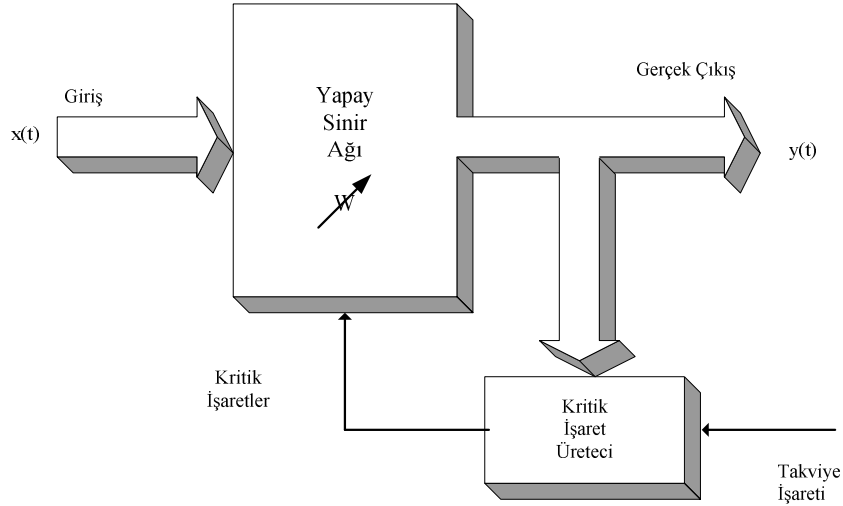 Giriş
x(t)
Yapay
Sinir
Ağı
W
Gerçek Çıkış
y(t)
Kritik
İşaretler
Kritik
İşaret
Üreteci
Takviye
İşareti